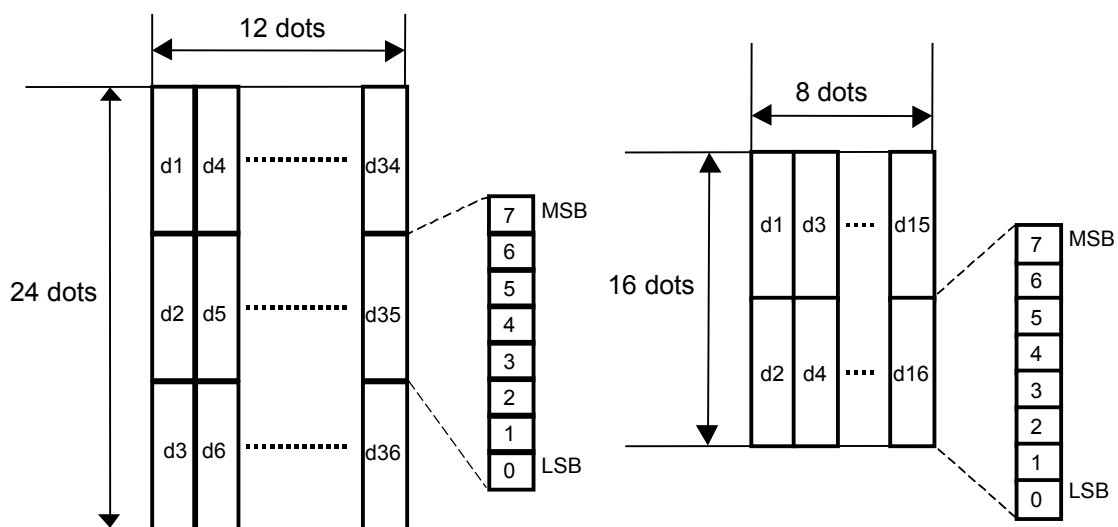 12 dots
24 dots
d1 d4 d34
d2 d5 d35
d3 d6 d36
7 MSB
6
5
4
3
2
1
0 LSB
8 dots
16 dots
d1 d3 d15
d2 d4 d16
7 MSB
6
5
4
3
2
1
0 LSB